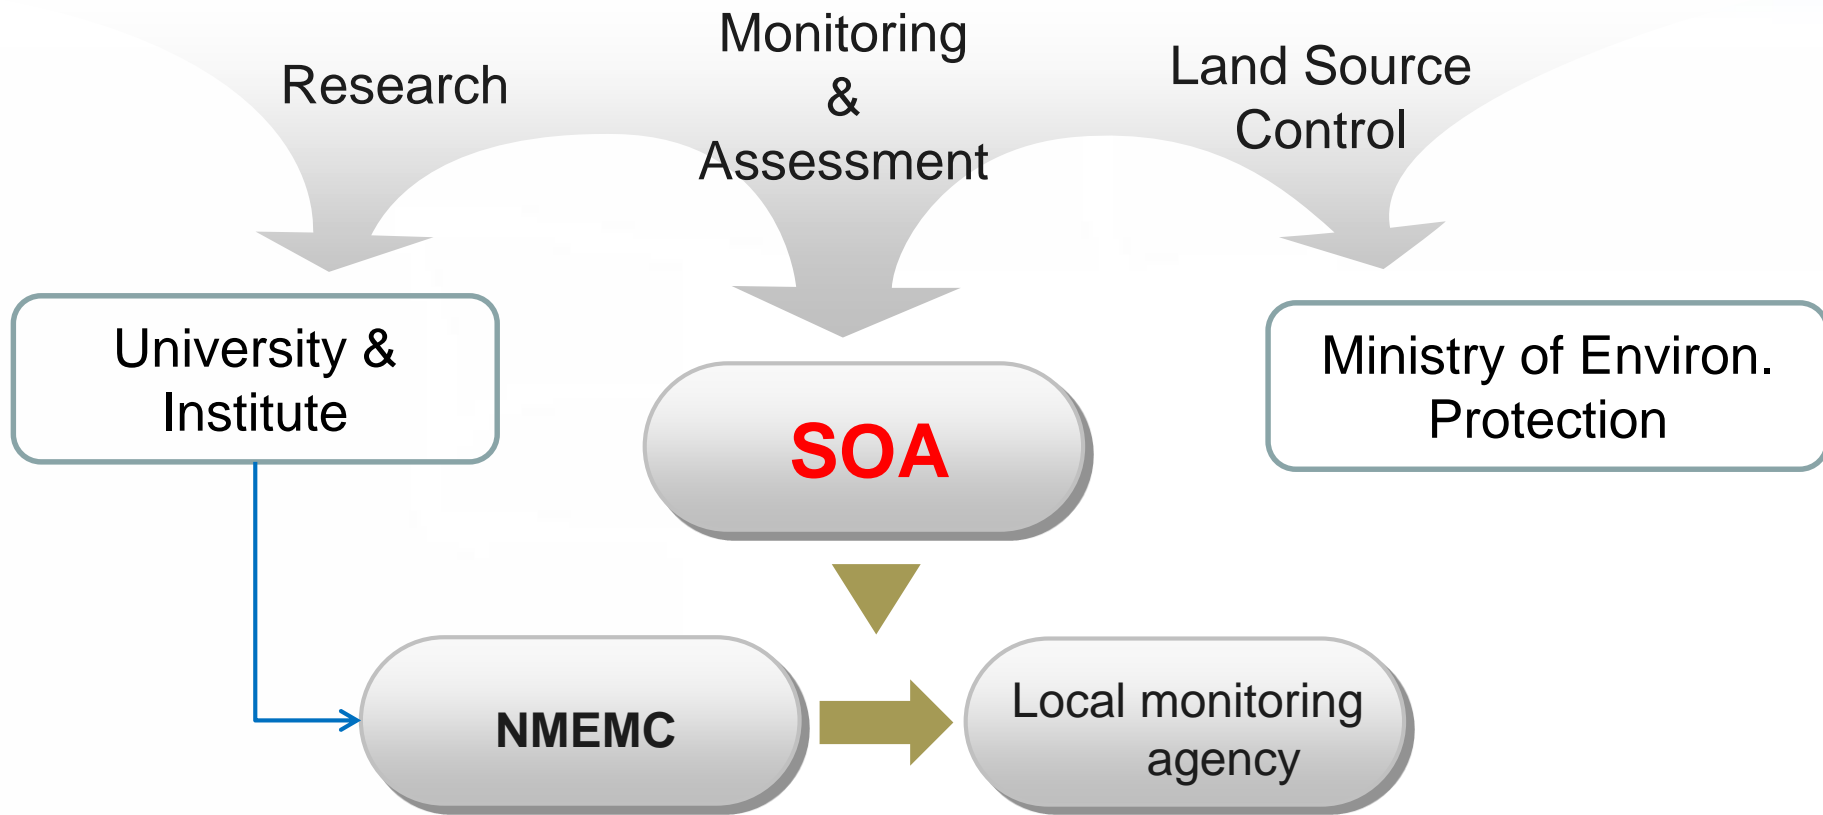 Research
Monitoring
&
Assessment
Land Source
Control
University &
Institute
SOA
Ministry of Environ.
Protection
NMEMC
Local monitoring
agency